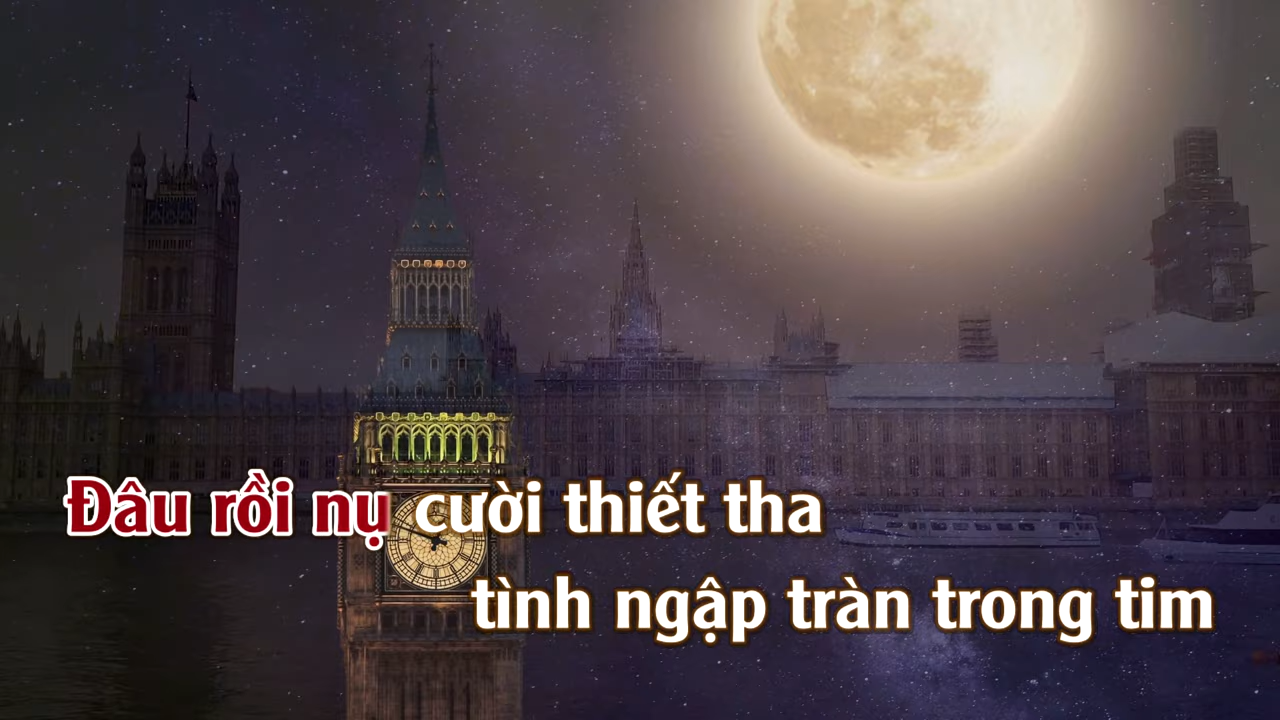 Đâu rồi nụ cười thiết tha
tình ngập tràn trong tim